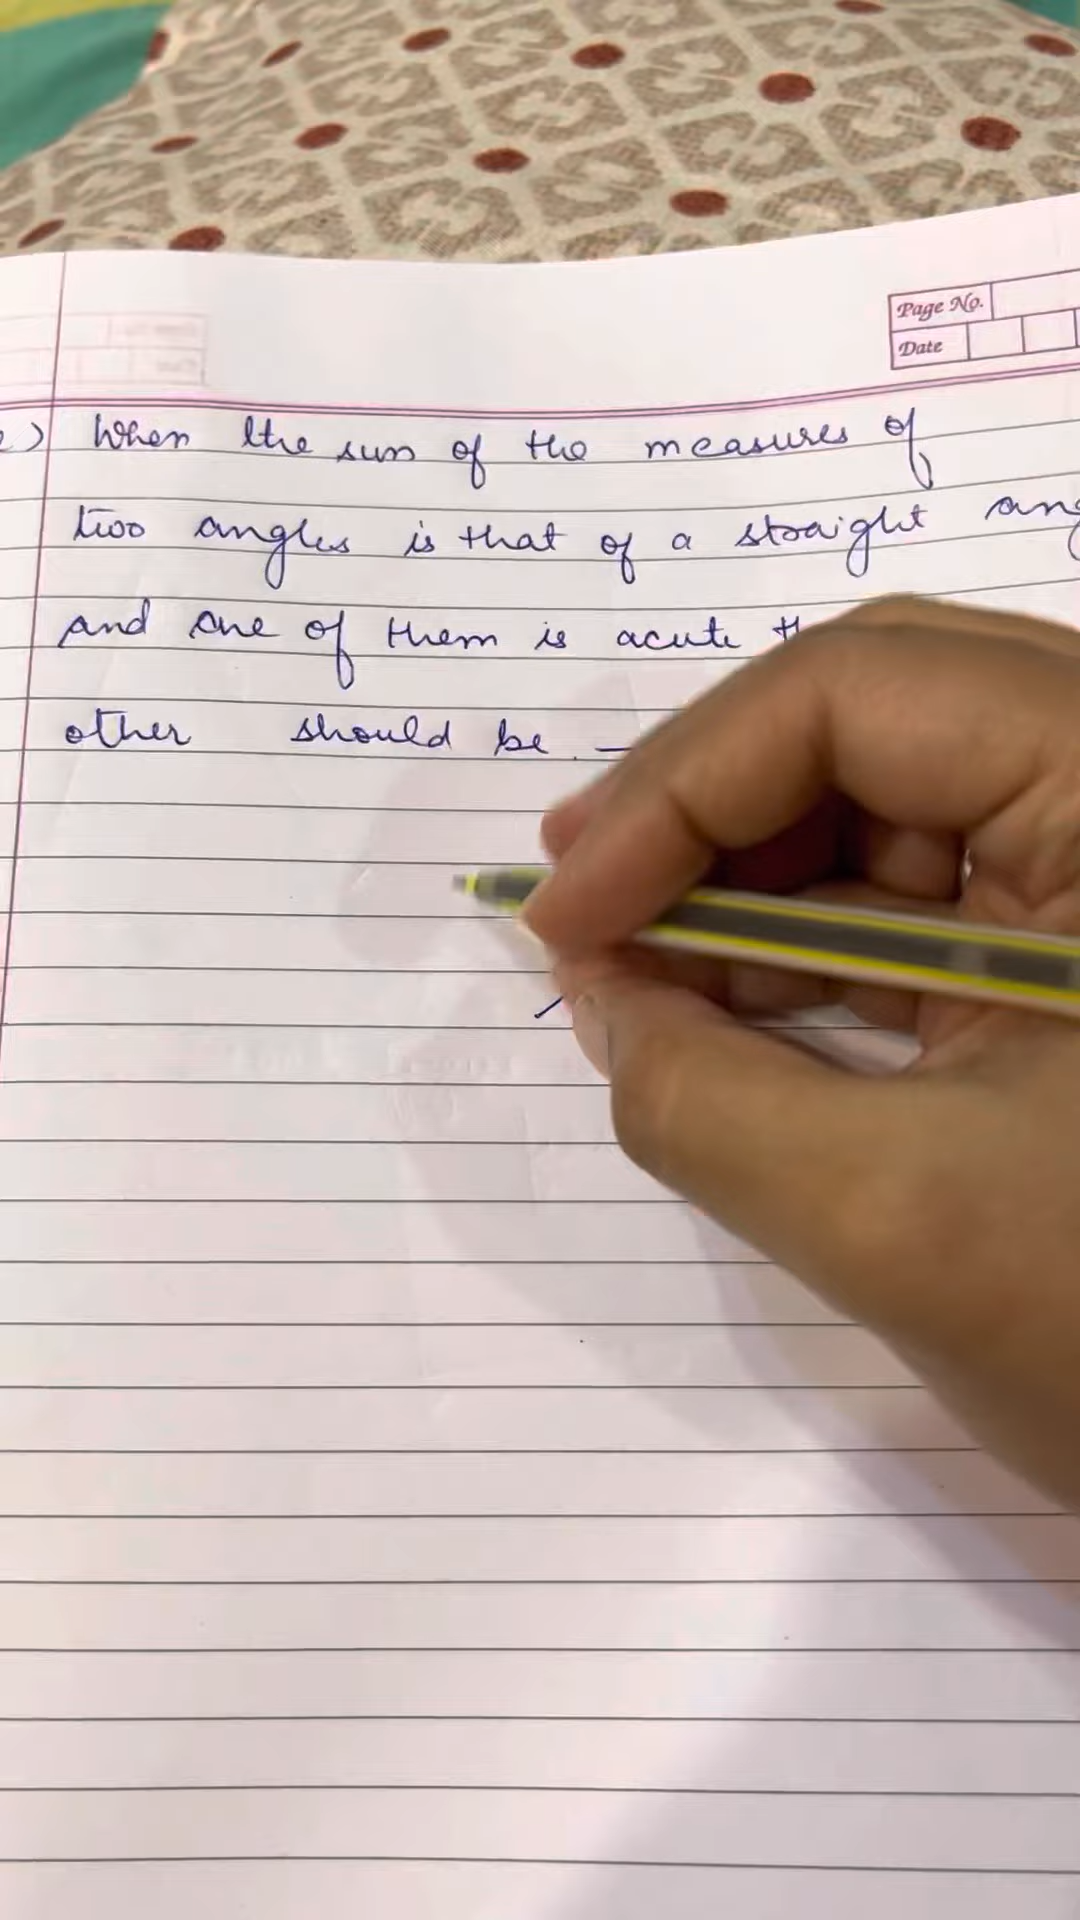 Page No.
Date
When the sum of the measures of
two angles is that of a straight
and one of them is acute
other should be —